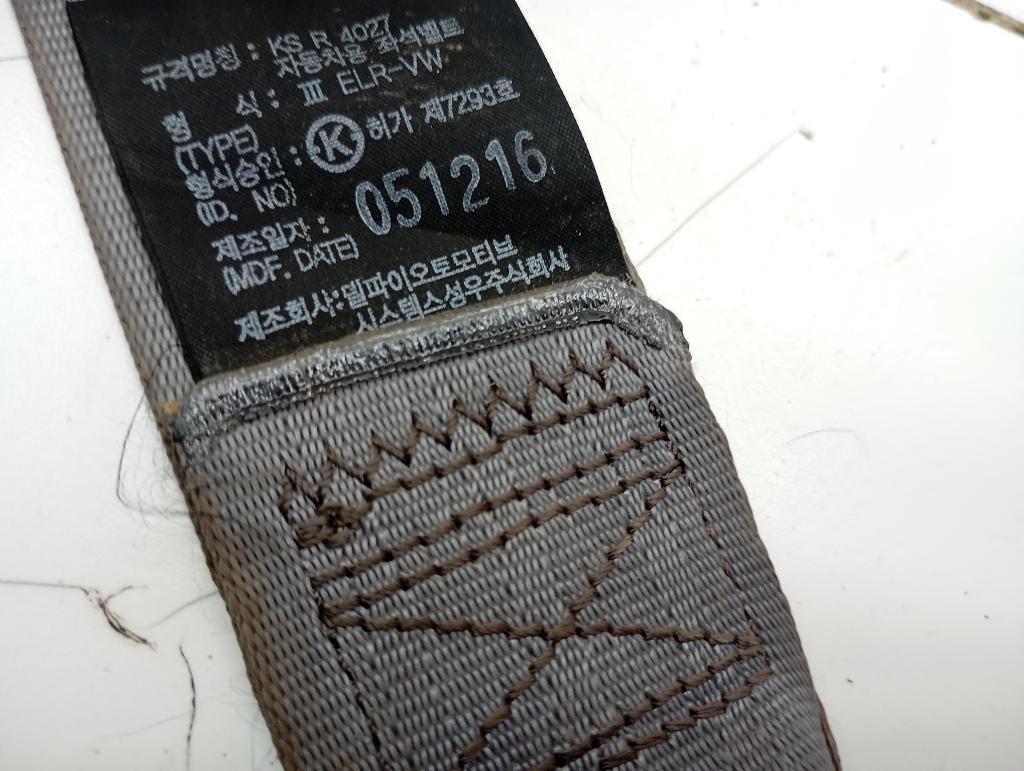 규격명칭 : KS R 4027
자동차용 좌석벨트
형 식 : Ⅲ ELR-VW
(TYPE)
형식승인 : K 허가 제7293호
(ID. NO)
제조일자 : 051216
(MDF. DATE)
제조회사:델파이오토모티브
시스템스성우주식회사